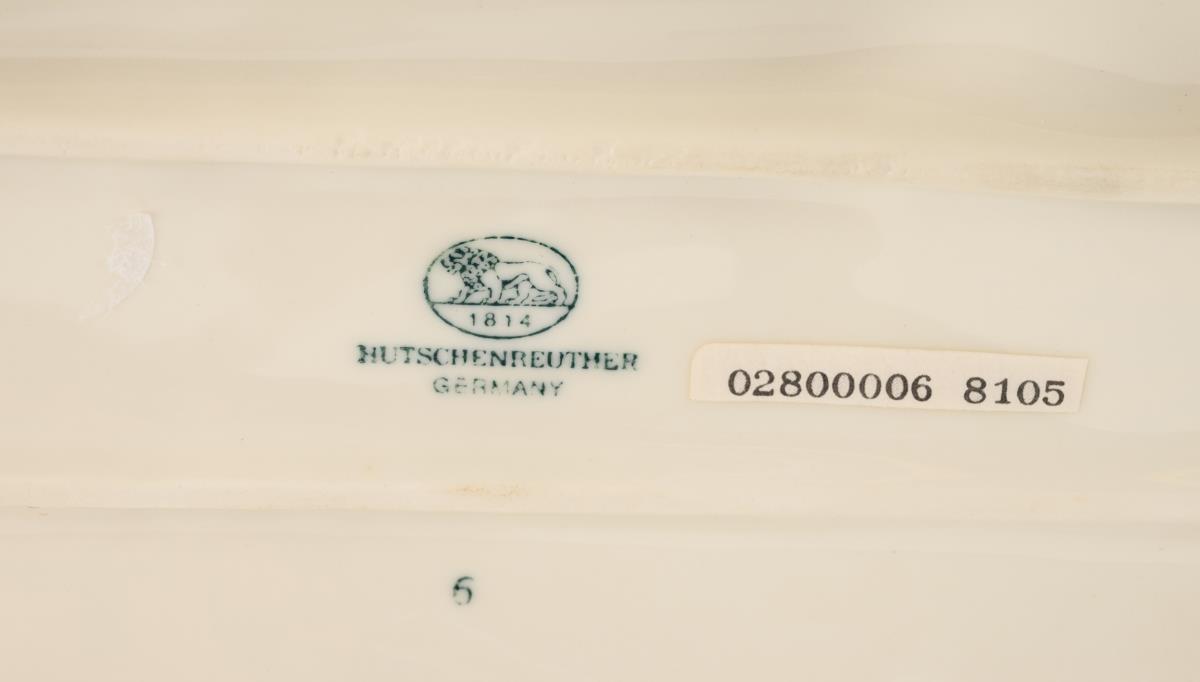 1814
HUTSCHENREUTHER
GERMANY
02800006 8105
6